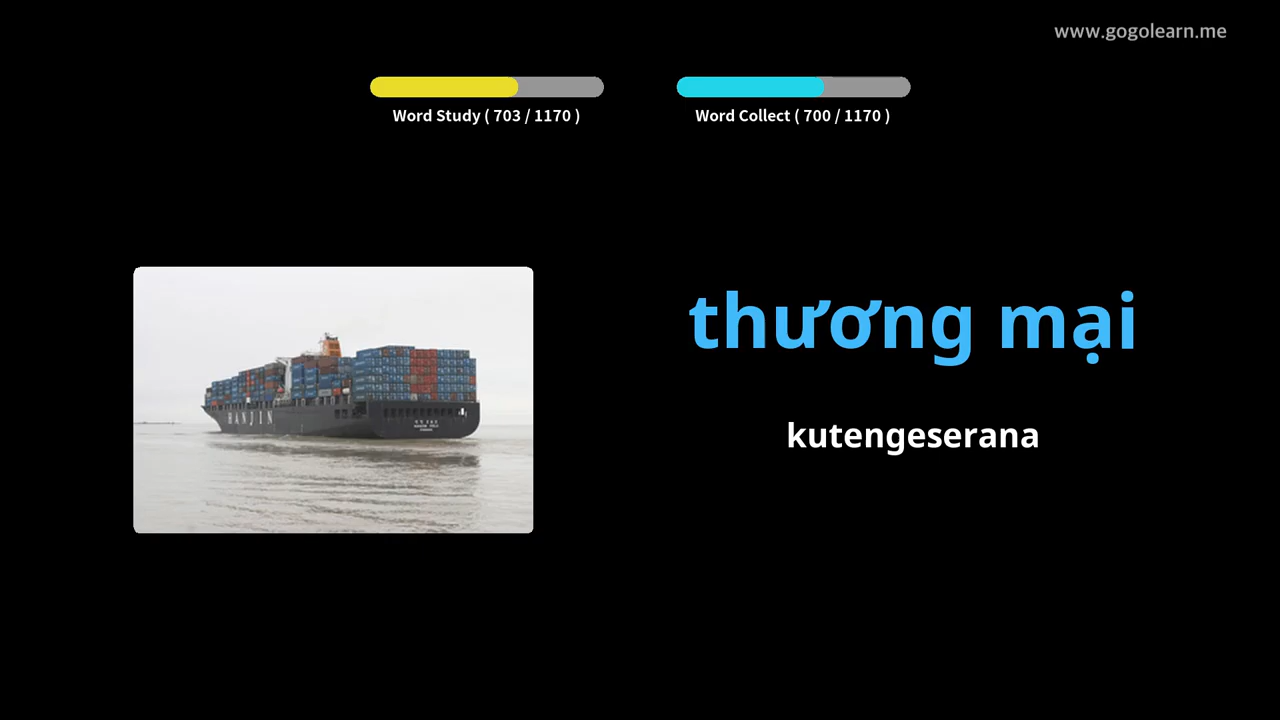 www.gogolearn.me
Word Study ( 703 / 1170 )
Word Collect ( 700 / 1170 )
thương mại
kutengeserana
HANJIN